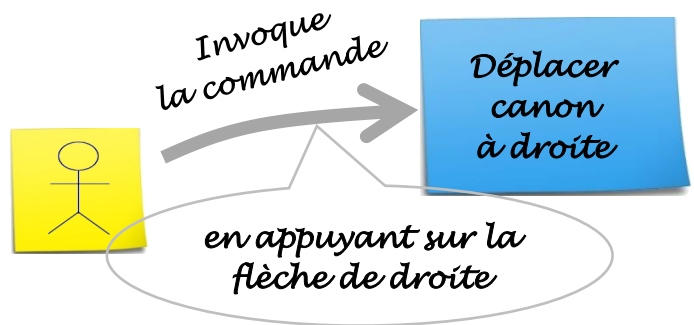 Invoque
la commande
Déplacer
canon
à droite
en appuyant sur la
flèche de droite